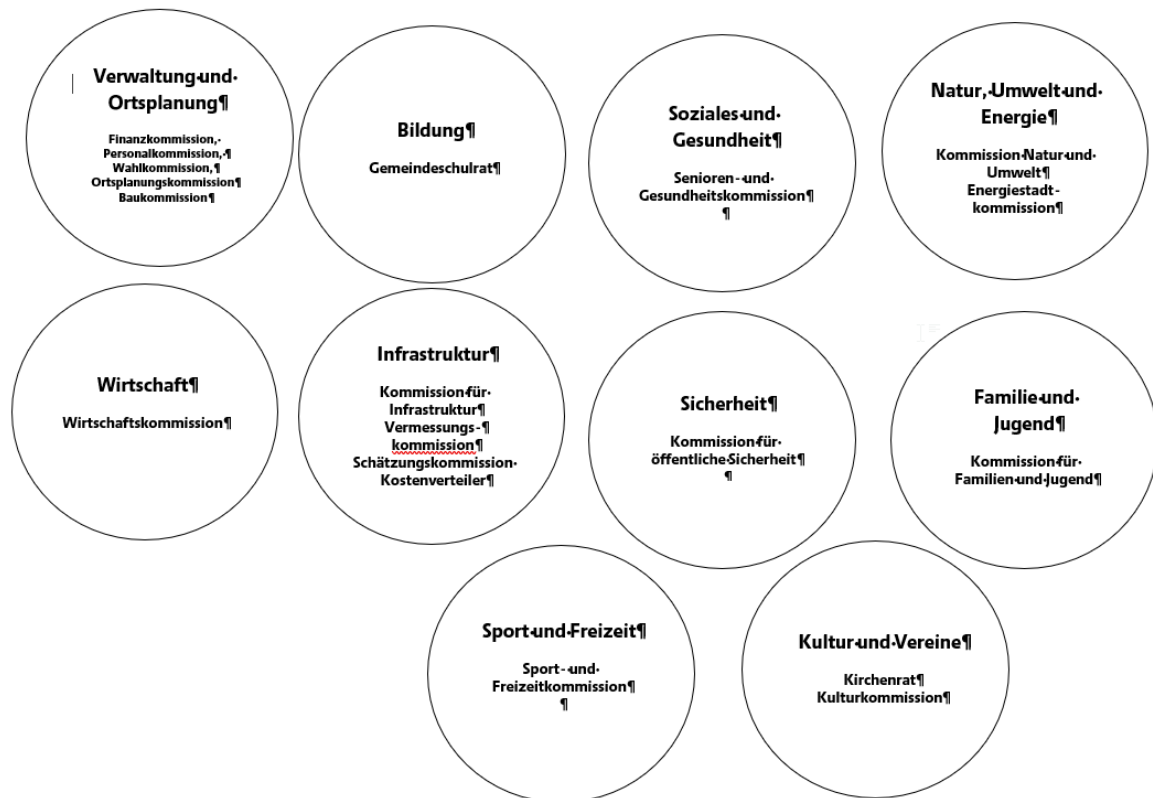 Verwaltung und
Ortsplanung¶
Finanzkommission,
Personalkommission, ¶
Wahlkommission,¶
Ortsplanungskommission¶
Baukommission¶
Bildung¶
Gemeindeschulrat¶
Soziales und
Gesundheit¶
Senioren- und
Gesundheitskommission¶
¶
Natur, Umwelt und
Energie¶
Kommission Natur und
Umwelt¶
Energiestadt-
kommission¶
Wirtschaft¶
Wirtschaftskommission¶
Infrastruktur¶
Kommission für
Infrastruktur¶
Vermessungs-¶
kommission¶
Schätzungskommission
Kostenverteiler¶
Sicherheit¶
Kommission für
öffentliche Sicherheit¶
¶
Familie und
Jugend¶
Kommission für
Familien und Jugend¶
Sport und Freizeit¶
Sport- und
Freizeitkommission¶
¶
Kultur und Vereine¶
Kirchenrat¶
Kulturkommission¶